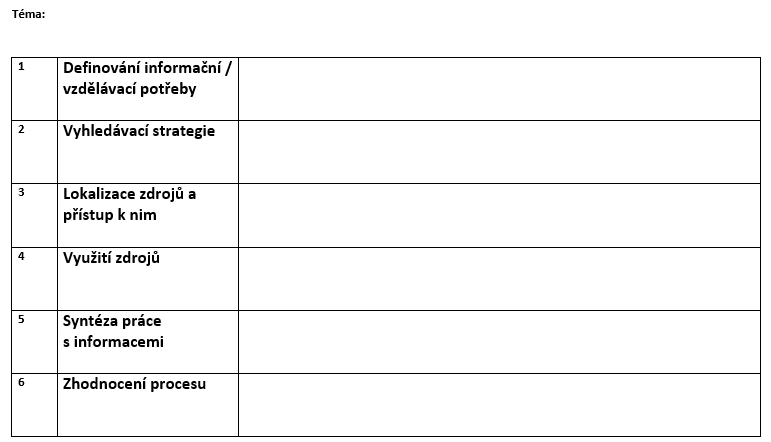 Téma:
1
Definování informační /
vzdělávací potřeby
2
Vyhledávací strategie
3
Lokalizace zdrojů a
přístup k nim
4
Využití zdrojů
5
Syntéza práce
s informacemi
6
Zhodnocení procesu